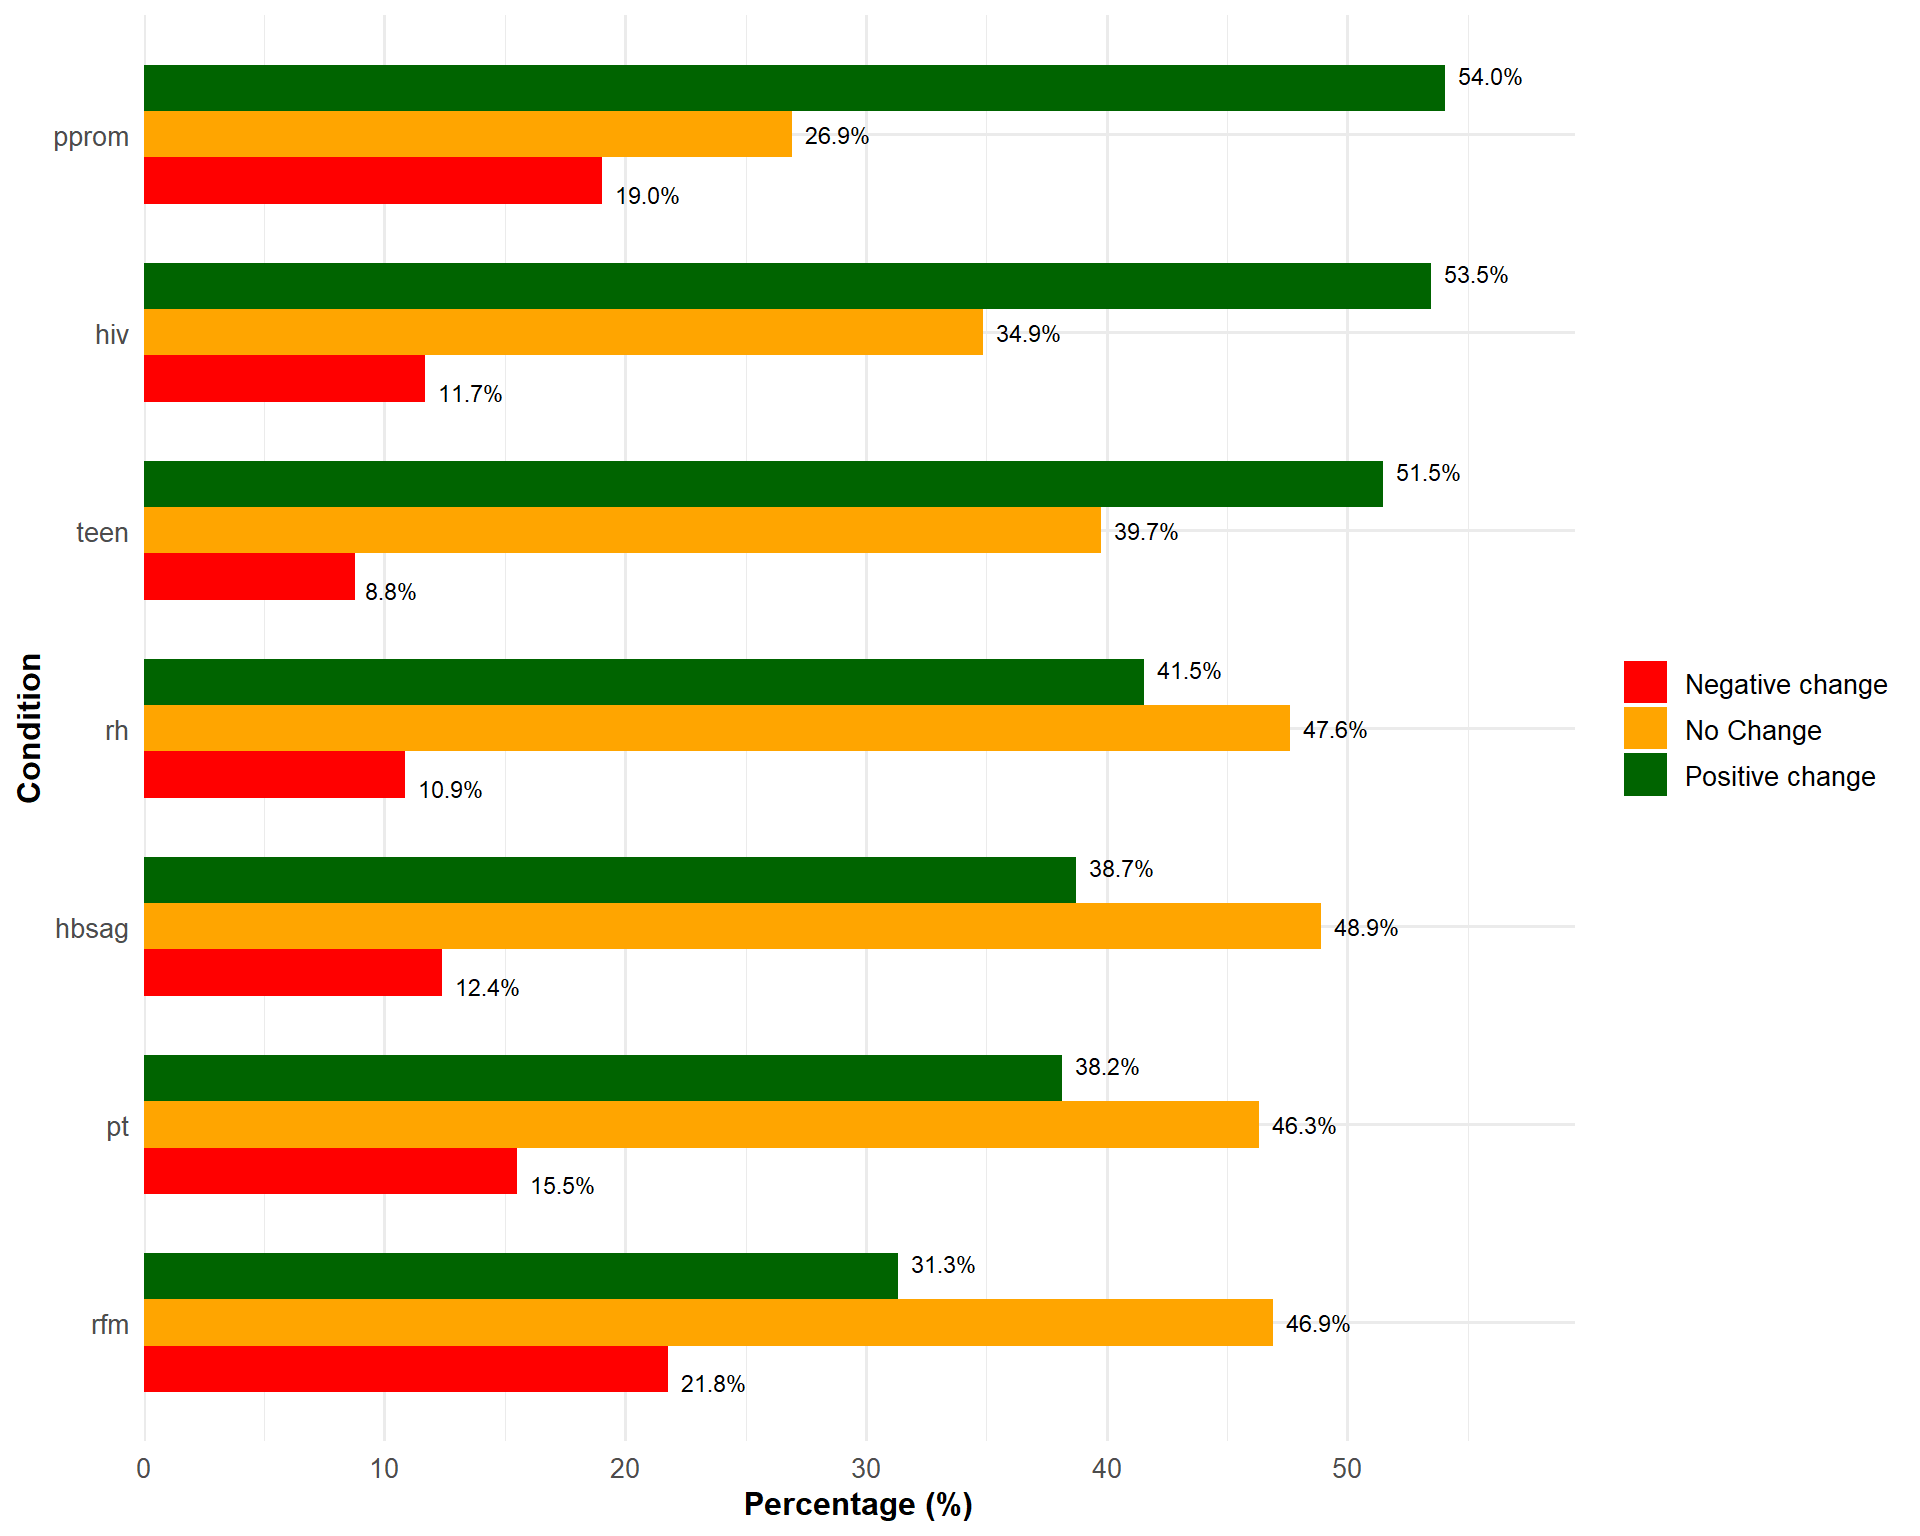 54.0%
pprom
26.9%
19.0%
53.5%
hiv
34.9%
11.7%
51.5%
teen
39.7%
8.8%
41.5%
rh
47.6%
10.9%
38.7%
hbsag
48.9%
12.4%
38.2%
pt
46.3%
15.5%
31.3%
rfm
46.9%
21.8%
Condition
0 10 20 30 40 50
Percentage (%)
Negative change
No Change
Positive change